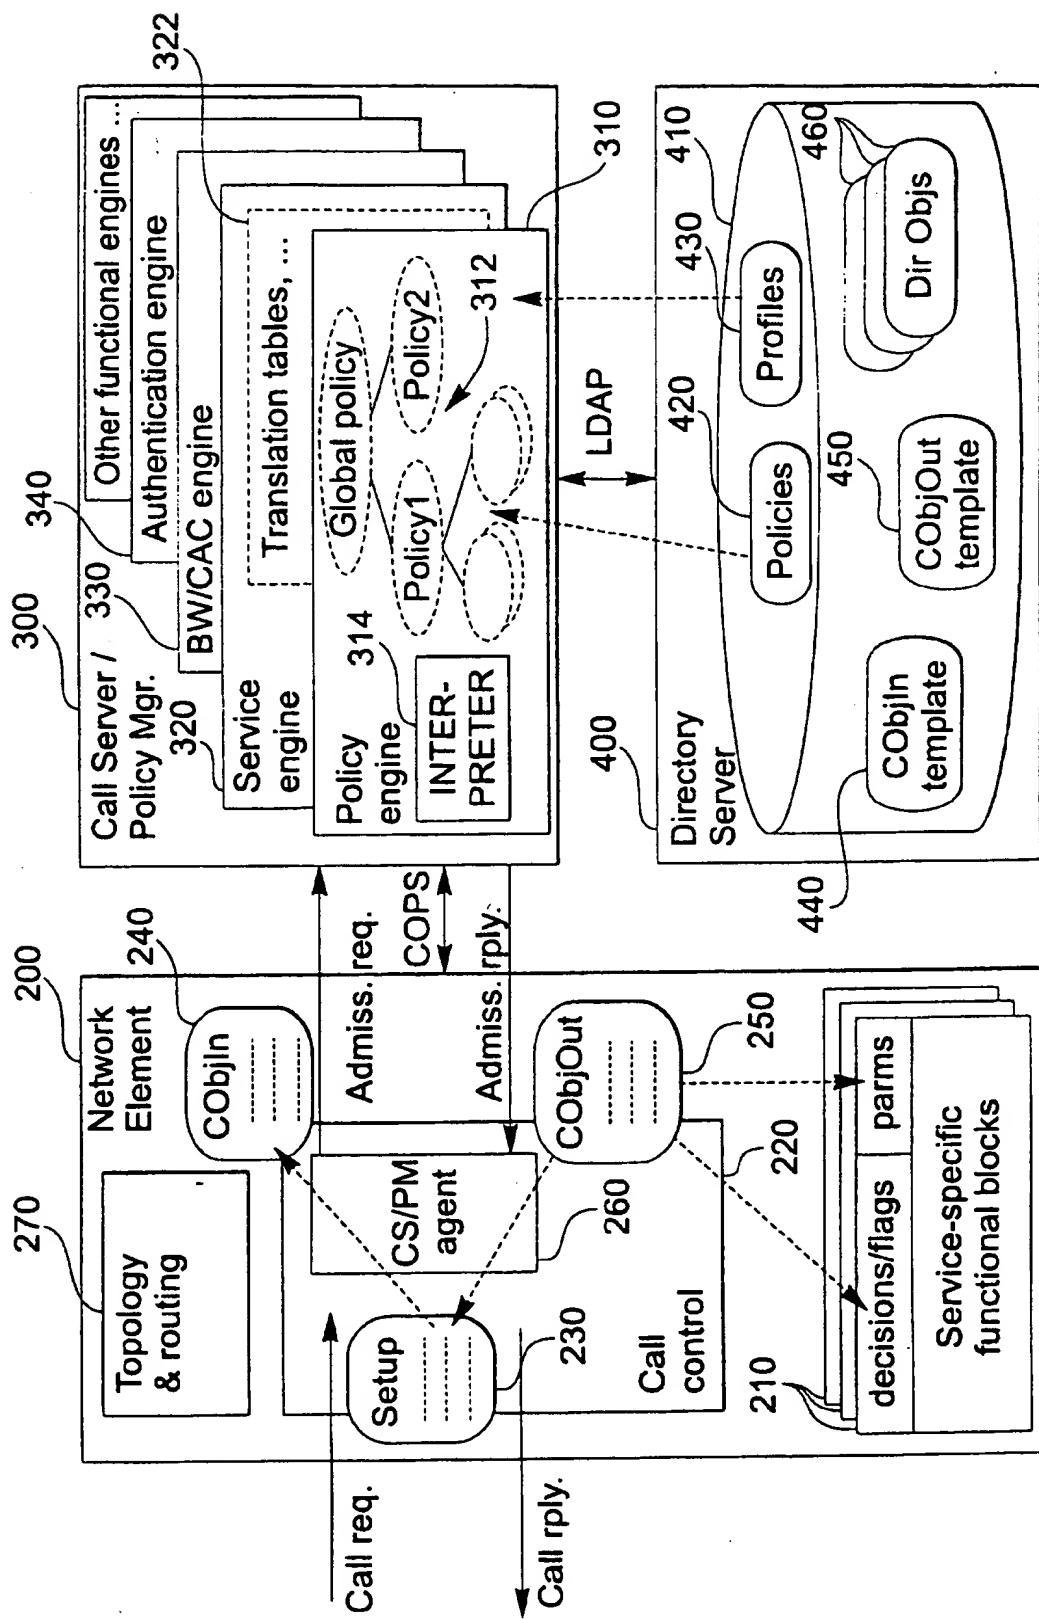 200
Network
Element
270
Topology
& routing
240
CObjIn
Call req.
Setup
230
CS/PM
agent
260
Call rply.
Call
control
220
CObjOut
250
210
decisions/flags
parms
Service-specific
functional blocks
Admiss. req.
COPS
Admiss. rply.
300
Call Server /
Policy Mgr.
320
330
340
Other functional engines ...
Authentication engine
BW/CAC engine
322
Service
engine
Translation tables, ...
Policy
engine
314
INTER-
PRETER
Global policy
Policy1
Policy2
312
310
LDAP
400
Directory
Server
420
Policies
430
Profiles
410
440
CObjIn
template
450
CObjOut
template
460
Dir Objs